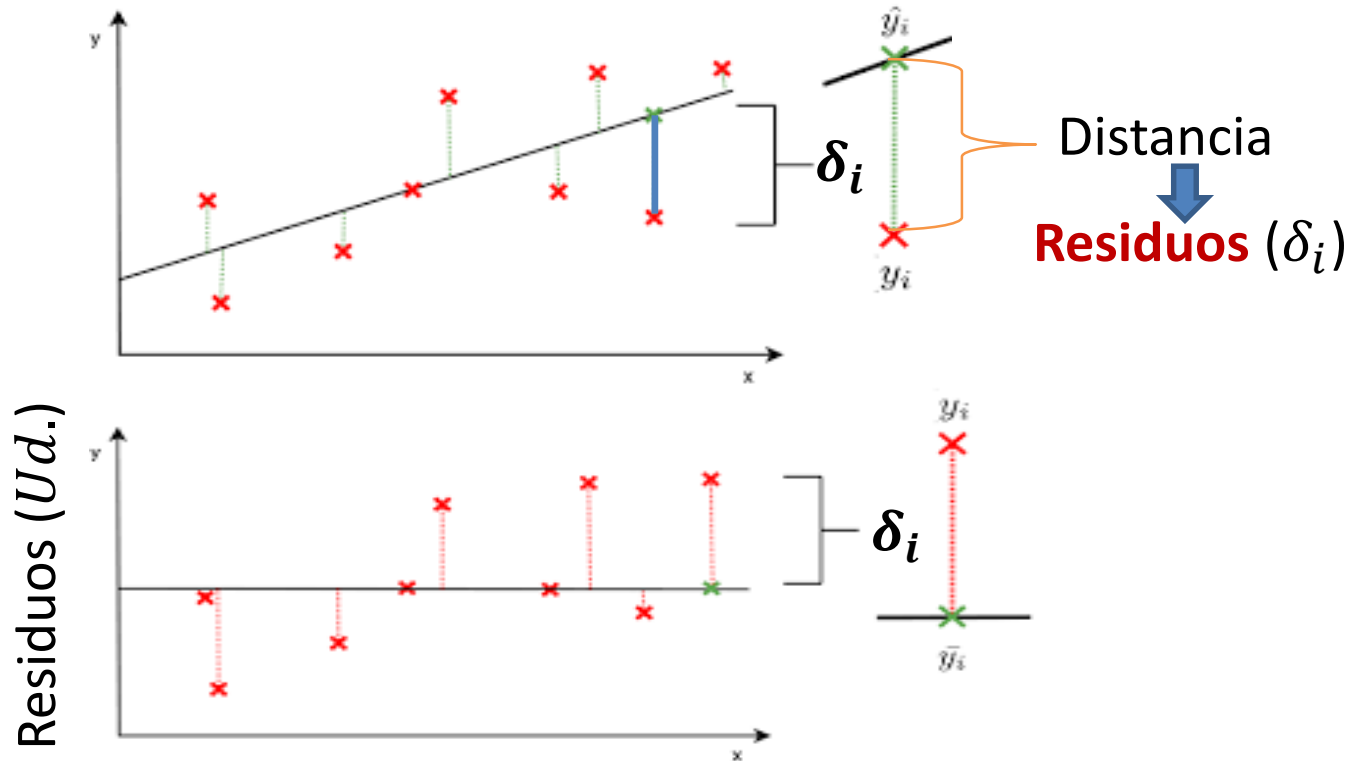 y
x
δᵢ
ŷᵢ
yᵢ
Distancia
Residuos (δᵢ)
Residuos (Ud.)
y
x
δᵢ
yᵢ
ȳᵢ